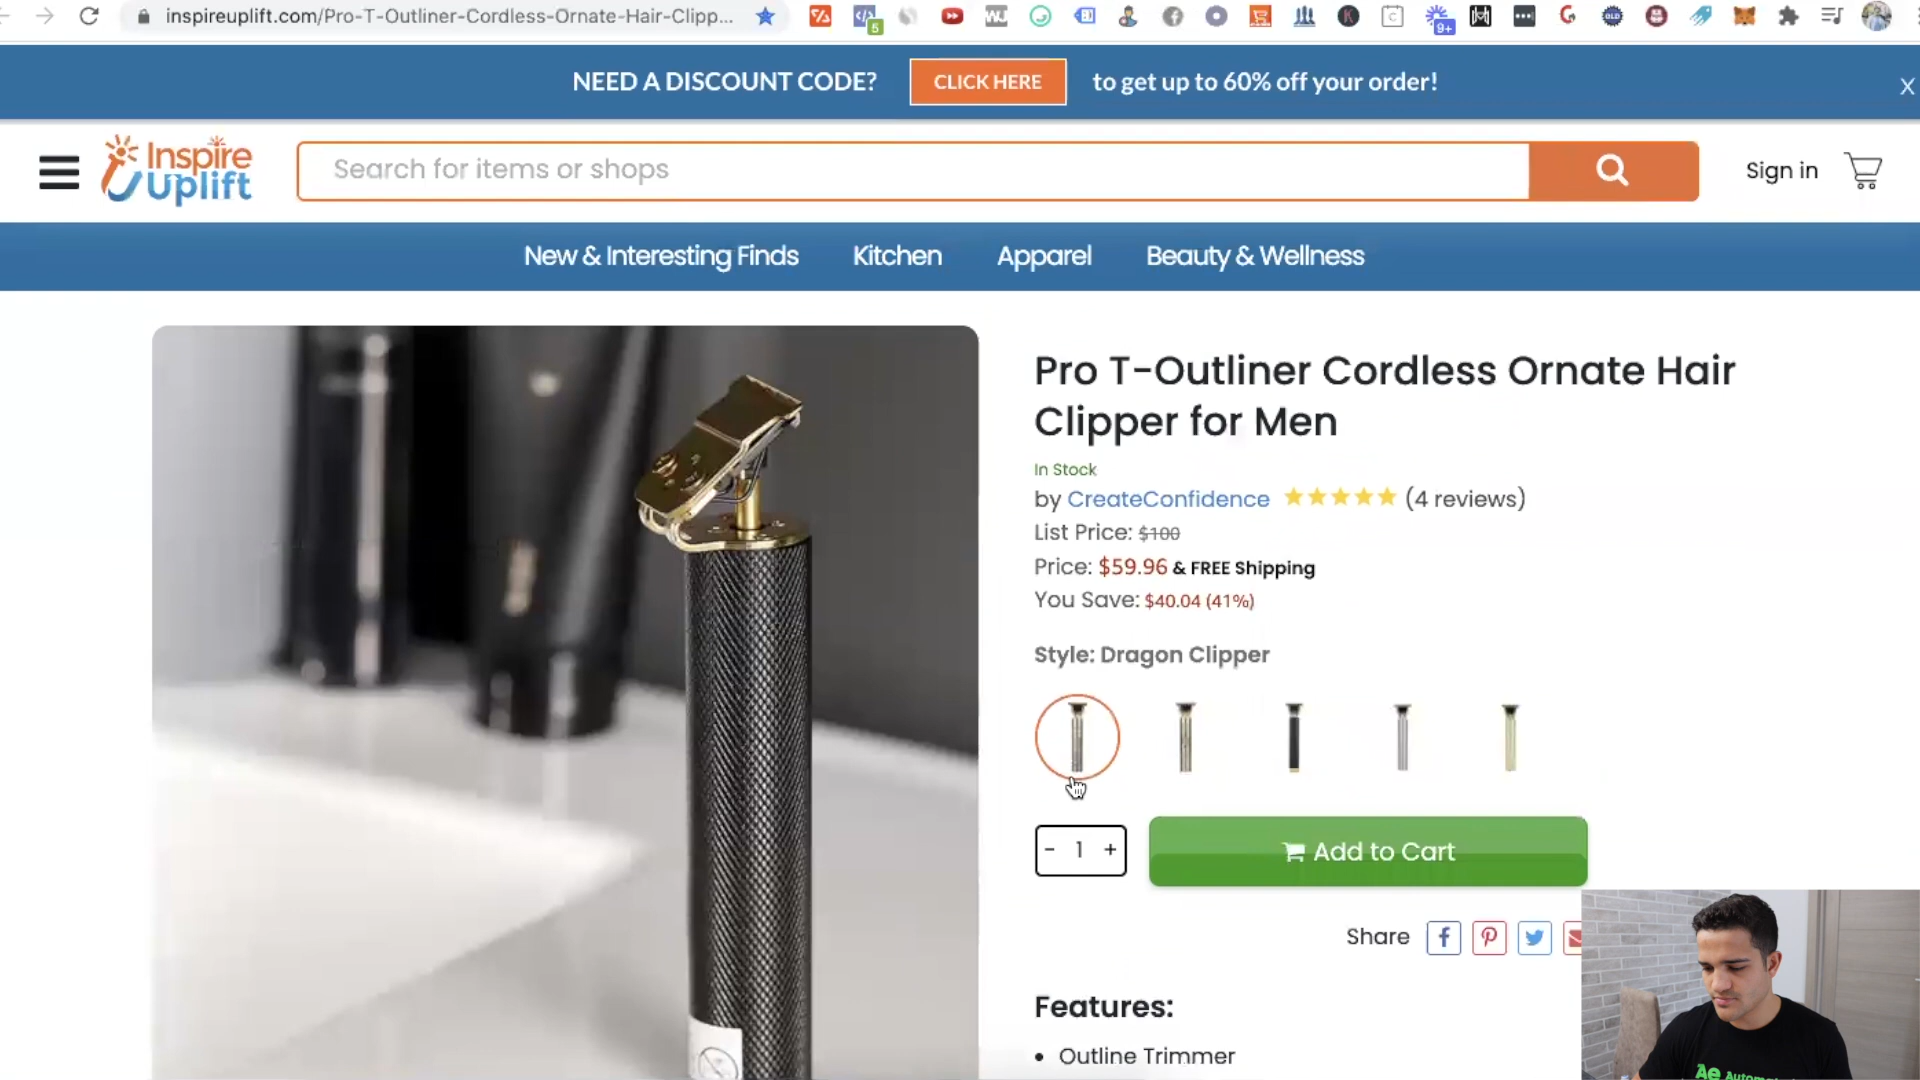 inspireuplift.com/Pro-T-Outliner-Cordless-Ornate-Hair-Clipp...
5
9+
NEED A DISCOUNT CODE? CLICK HERE to get up to 60% off your order! X
Inspire Uplift
Search for items or shops
Sign in
New & Interesting Finds Kitchen Apparel Beauty & Wellness
Pro T-Outliner Cordless Ornate Hair
Clipper for Men
In Stock
by CreateConfidence (4 reviews)
List Price: $100
Price: $59.96 & FREE Shipping
You Save: $40.04 (41%)
Style: Dragon Clipper
- 1 +
Add to Cart
Share
Features:
• Outline Trimmer
Ae